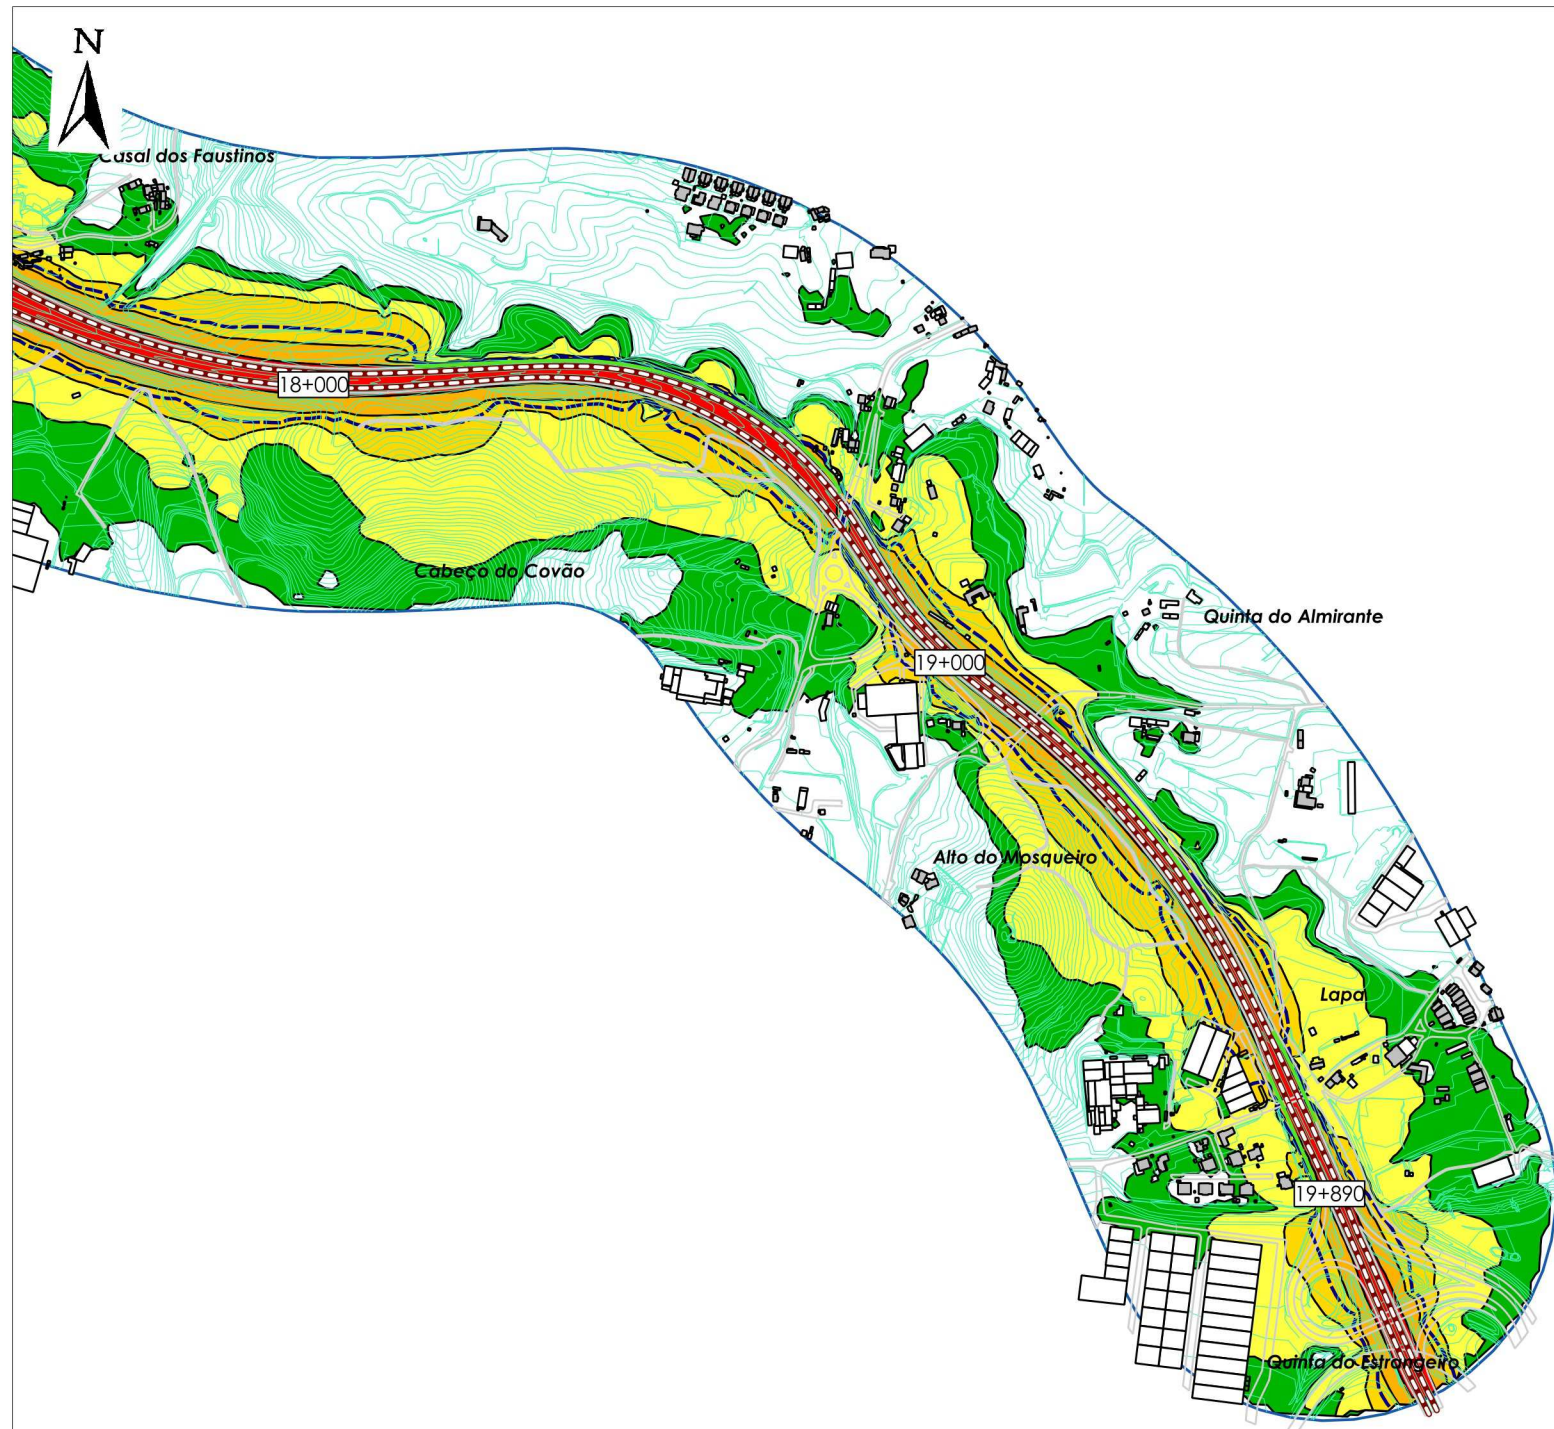 N
Casal dos Faustinos
18+000
Cabeço do Covão
Quinta do Almirante
19+000
Alto do Mosqueiro
Lapa
19+890
Quinta do Estrangeiro